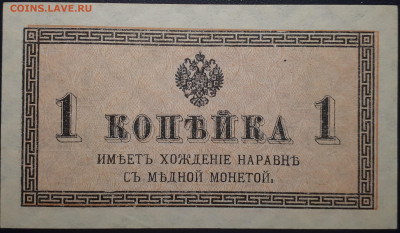 COINS.LAVE.RU
1 КОПѢЙКА 1
ИМѢЕТЪ ХОЖДЕНІЕ НАРАВНѢ
СЪ МѢДНОЙ МОНЕТОЙ.